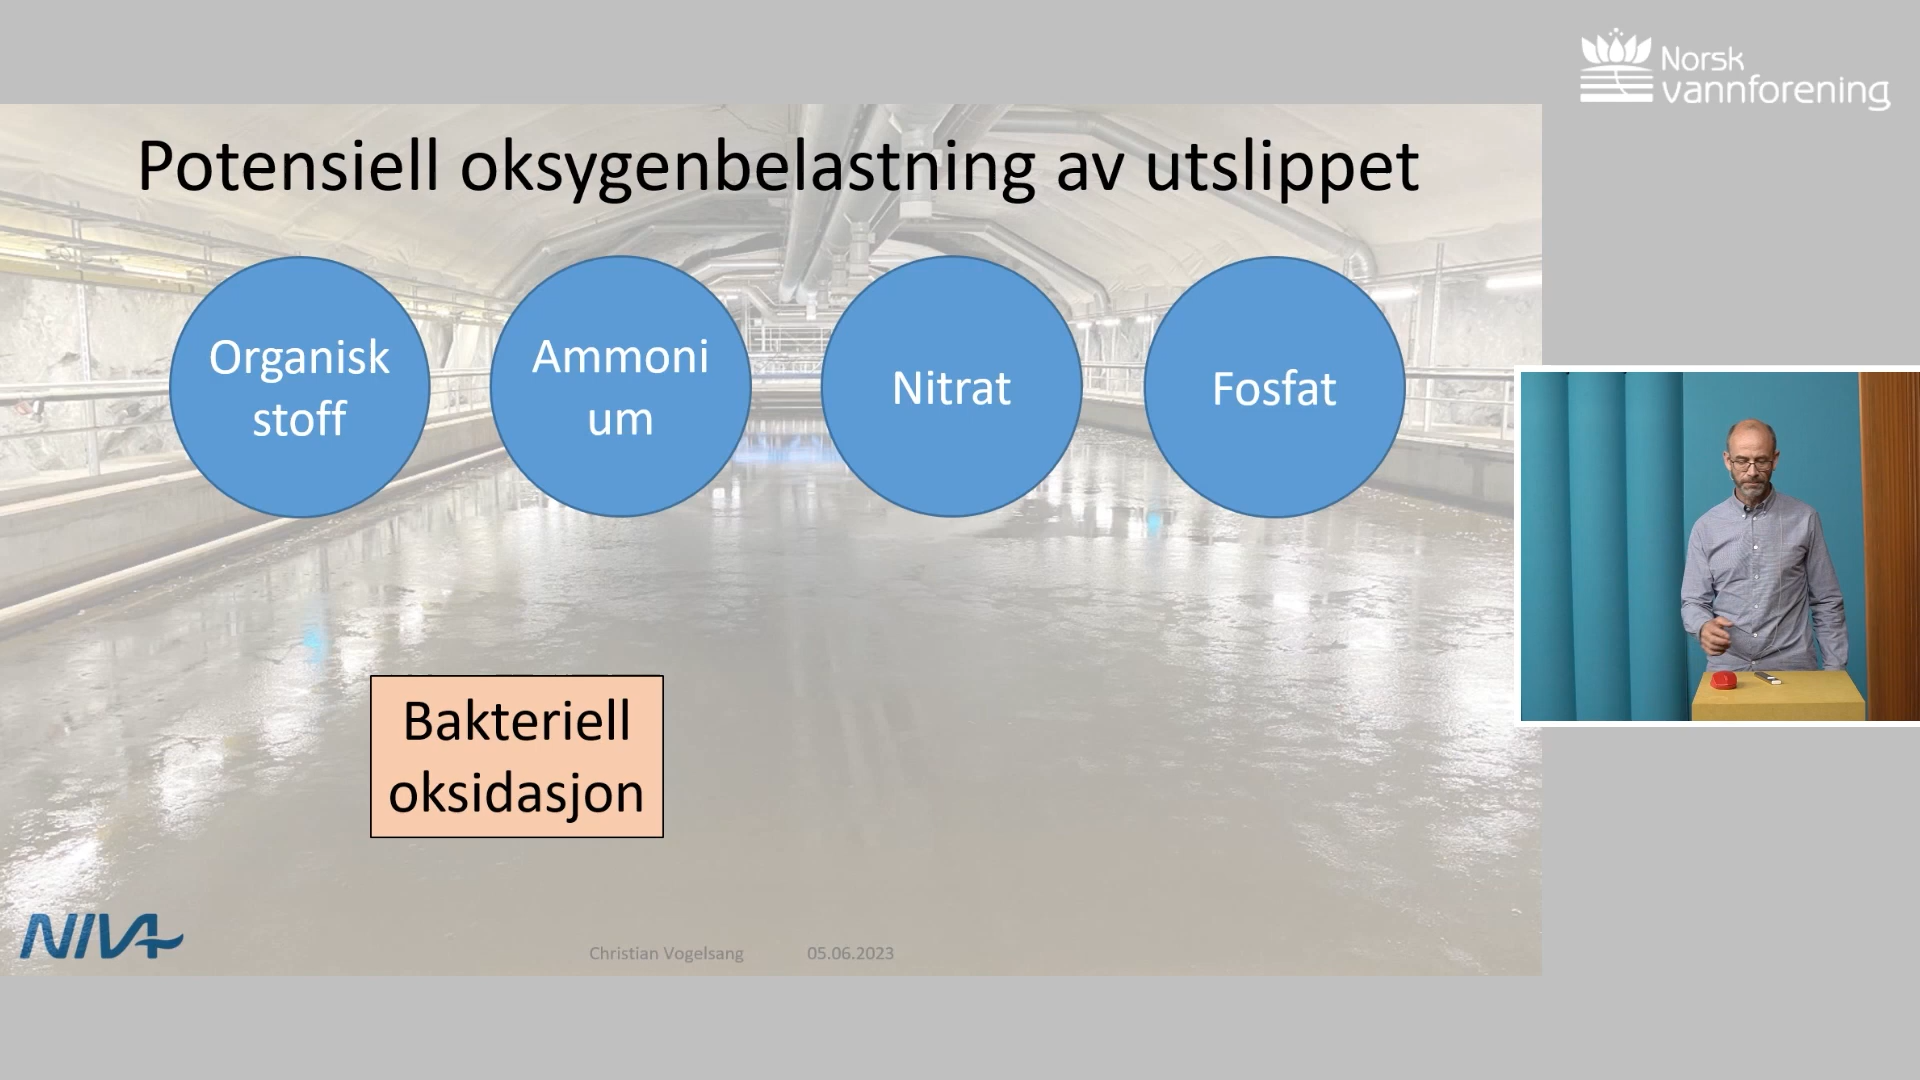 Norsk
vannforening
Potensiell oksygenbelastning av utslippet
Organisk
stoff
Ammoni
um
Nitrat
Fosfat
Bakteriell
oksidasjon
NIVA
Christian Vogelsang 05.06.2023